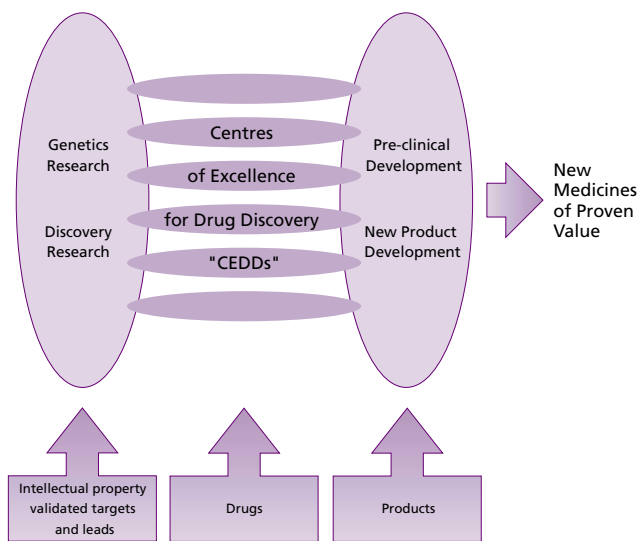 Genetics
Research
Discovery
Research
Centres
of Excellence
for Drug Discovery
"CEDDs"
Pre-clinical
Development
New Product
Development
New
Medicines
of Proven
Value
Intellectual property
validated targets
and leads
Drugs
Products